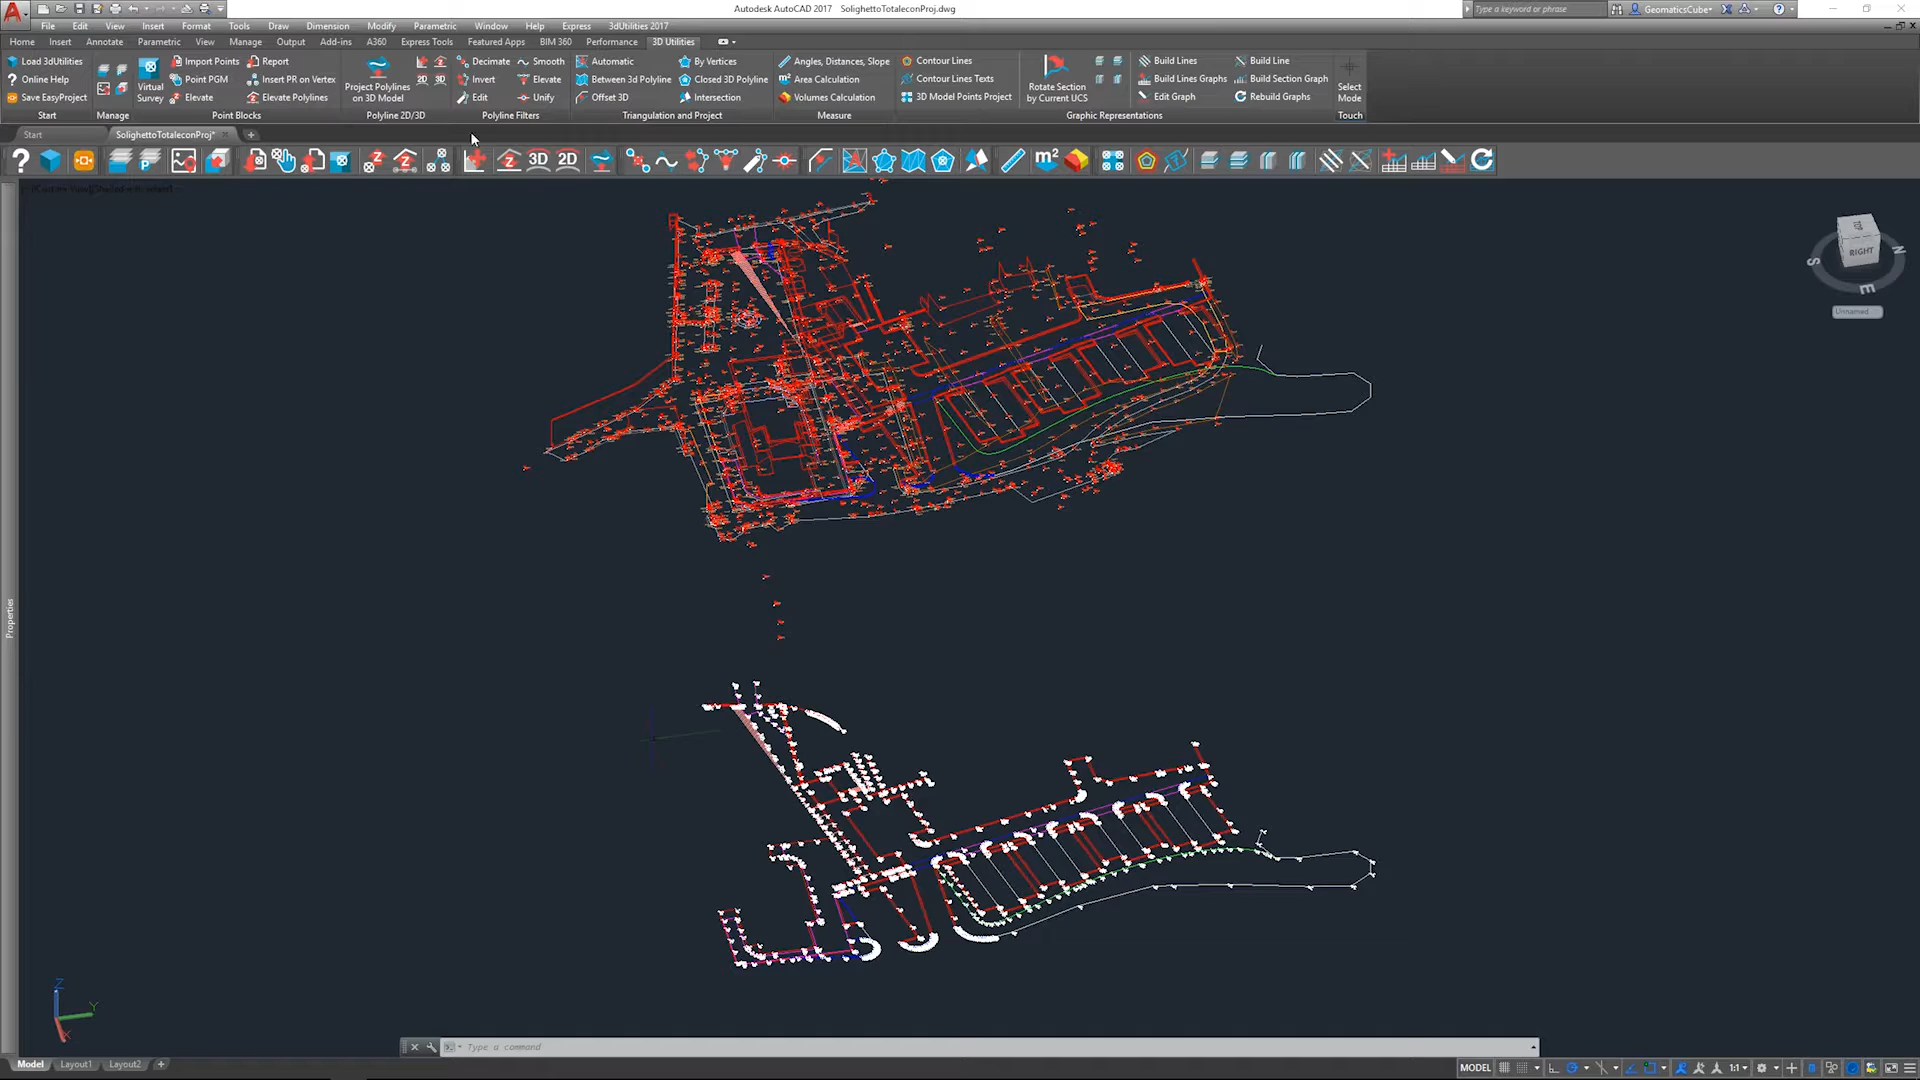 Autodesk AutoCAD 2017 SolighettoTotaleconProj.dwg
Type a keyword or phrase
GeomaticsCube
File Edit View Insert Format Tools Draw Dimension Modify Parametric Window Help Express 3dUtilities 2017
Home Insert Annotate Parametric View Manage Output Add-ins A360 Express Tools Featured Apps BIM 360 Performance 3D Utilities
Load 3dUtilities
Online Help
Save EasyProject
Start
Manage
Virtual
Survey
Import Points
Point PGM
Elevate
Report
Insert PR on Vertex
Elevate Polylines
Point Blocks
Project Polylines
on 3D Model
2D 3D
Polyline 2D/3D
Decimate
Invert
Edit
Smooth
Elevate
Unify
Polyline Filters
Automatic
Between 3d Polyline
Offset 3D
By Vertices
Closed 3D Polyline
Intersection
Triangulation and Project
Angles, Distances, Slope
Area Calculation
Volumes Calculation
Measure
Contour Lines
Contour Lines Texts
3D Model Points Project
Rotate Section
by Current UCS
Build Lines
Build Lines Graphs
Edit Graph
Build Line
Build Section Graph
Rebuild Graphs
Graphic Representations
Select
Mode
Touch
Start SolighettoTotaleconProj*
3D 2D
m²
RIGHT
S
N
E
Unnamed
Properties
Z
Y
X
Type a command
Model Layout1 Layout2
MODEL
1:1